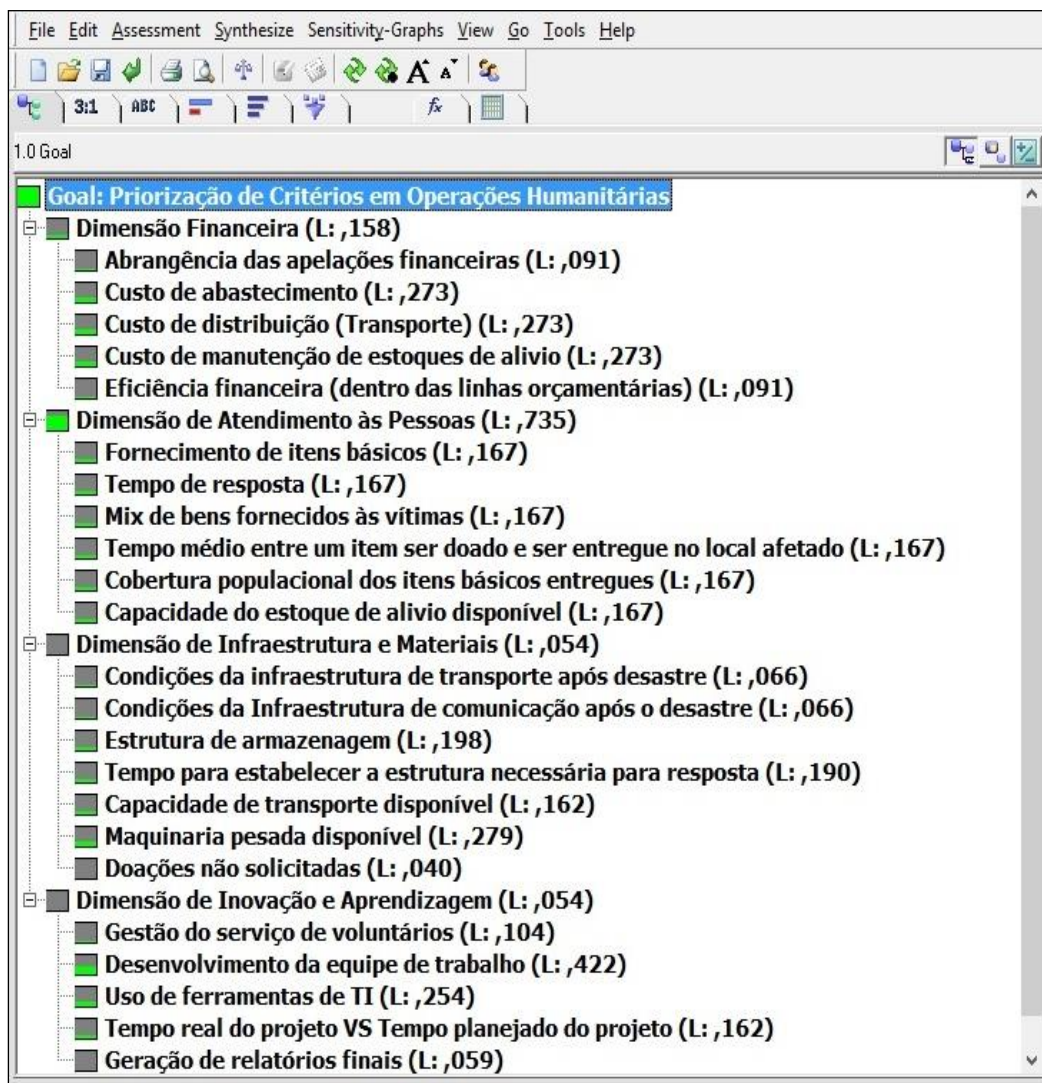 File Edit Assessment Synthesize Sensitivity-Graphs View Go Tools Help
A A
3:1 ABC fx
1.0 Goal
Goal: Priorização de Critérios em Operações Humanitárias
Dimensão Financeira (L: ,158)
Abrangência das apelações financeiras (L: ,091)
Custo de abastecimento (L: ,273)
Custo de distribuição (Transporte) (L: ,273)
Custo de manutenção de estoques de alivio (L: ,273)
Eficiência financeira (dentro das linhas orçamentárias) (L: ,091)
Dimensão de Atendimento às Pessoas (L: ,735)
Fornecimento de itens básicos (L: ,167)
Tempo de resposta (L: ,167)
Mix de bens fornecidos às vítimas (L: ,167)
Tempo médio entre um item ser doado e ser entregue no local afetado (L: ,167)
Cobertura populacional dos itens básicos entregues (L: ,167)
Capacidade do estoque de alivio disponível (L: ,167)
Dimensão de Infraestrutura e Materiais (L: ,054)
Condições da infraestrutura de transporte após desastre (L: ,066)
Condições da Infraestrutura de comunicação após o desastre (L: ,066)
Estrutura de armazenagem (L: ,198)
Tempo para estabelecer a estrutura necessária para resposta (L: ,190)
Capacidade de transporte disponível (L: ,162)
Maquinaria pesada disponível (L: ,279)
Doações não solicitadas (L: ,040)
Dimensão de Inovação e Aprendizagem (L: ,054)
Gestão do serviço de voluntários (L: ,104)
Desenvolvimento da equipe de trabalho (L: ,422)
Uso de ferramentas de TI (L: ,254)
Tempo real do projeto VS Tempo planejado do projeto (L: ,162)
Geração de relatórios finais (L: ,059)